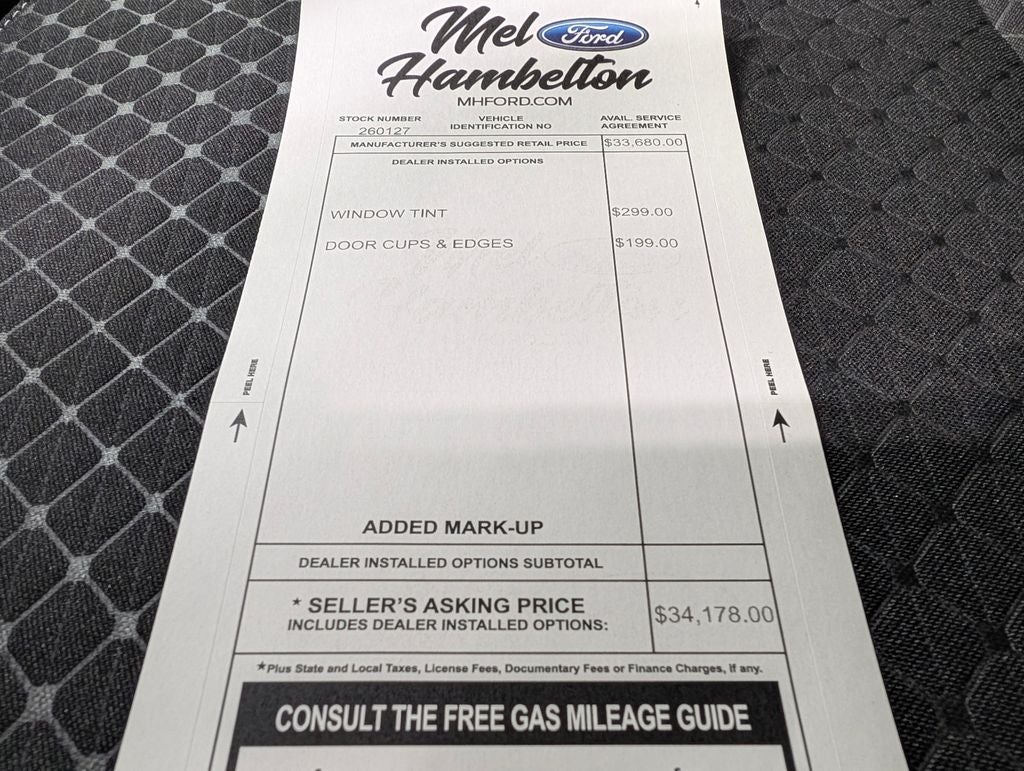 Mel Ford
Hambelton
MHFORD.COM
STOCK NUMBER VEHICLE IDENTIFICATION NO AVAIL. SERVICE AGREEMENT
260127
MANUFACTURER'S SUGGESTED RETAIL PRICE $33,680.00
DEALER INSTALLED OPTIONS
WINDOW TINT $299.00
DOOR CUPS & EDGES $199.00
PEEL HERE PEEL HERE
ADDED MARK-UP
DEALER INSTALLED OPTIONS SUBTOTAL
* SELLER'S ASKING PRICE $34,178.00
INCLUDES DEALER INSTALLED OPTIONS:
*Plus State and Local Taxes, License Fees, Documentary Fees or Finance Charges, if any.
CONSULT THE FREE GAS MILEAGE GUIDE